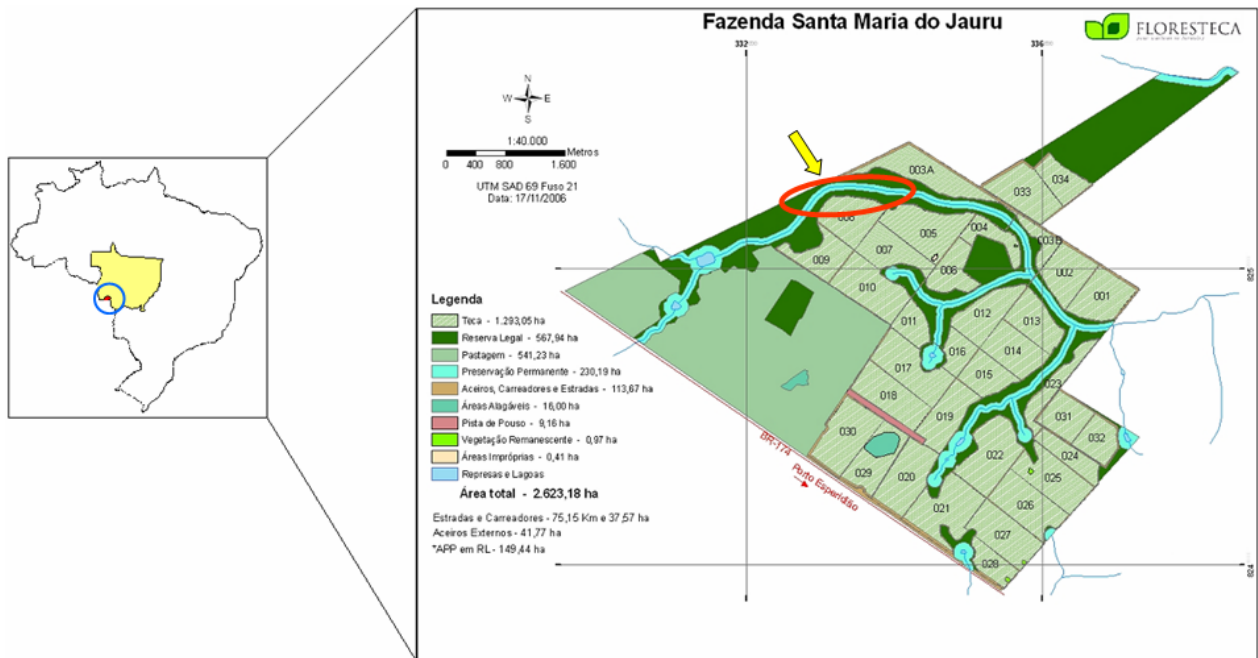 Fazenda Santa Maria do Jauru
FLORESTECA
332
336
N
W E
S
1:40.000
Metros
0 400 800 1.600
UTM SAD 69 Fuso 21
Data: 17/11/2006
003A
034
033
006
005
004
003B
007
009
006
002
825
010
001
011
012
013
016
014
017
015
018
023
019
031
030
032
022
024
029
020
025
021
026
027
028
824
BR-174
Porto Esperidião
Legenda
Teca - 1.293,05 ha
Reserva Legal - 567,94 ha
Pastagem - 541,23 ha
Preservação Permanente - 230,19 ha
Aceiros, Carreadores e Estradas - 113,67 ha
Áreas Alagáveis - 16,00 ha
Pista de Pouso - 9,16 ha
Vegetação Remanescente - 0,97 ha
Áreas Impróprias - 0,41 ha
Represas e Lagoas
Área total - 2.623,18 ha
Estradas e Carreadores - 75,15 Km e 37,57 ha
Aceiros Externos - 41,77 ha
*APP em RL - 149,44 ha